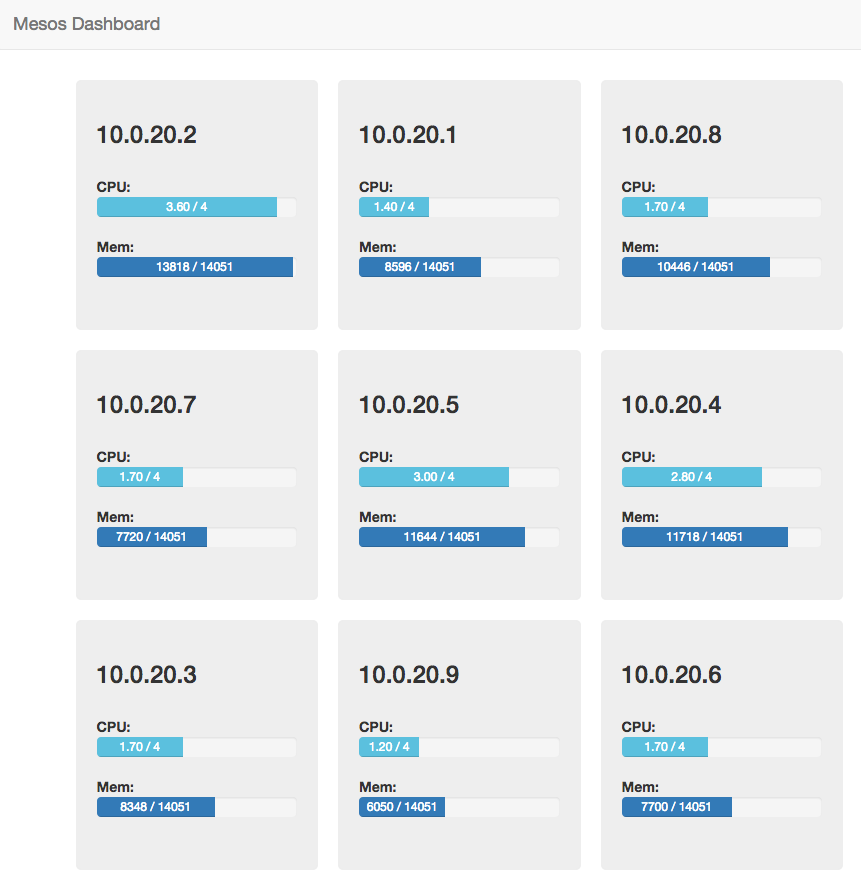 Mesos Dashboard
10.0.20.2
CPU:
3.60 / 4
Mem:
13818 / 14051
10.0.20.1
CPU:
1.40 / 4
Mem:
8596 / 14051
10.0.20.8
CPU:
1.70 / 4
Mem:
10446 / 14051
10.0.20.7
CPU:
1.70 / 4
Mem:
7720 / 14051
10.0.20.5
CPU:
3.00 / 4
Mem:
11644 / 14051
10.0.20.4
CPU:
2.80 / 4
Mem:
11718 / 14051
10.0.20.3
CPU:
1.70 / 4
Mem:
8348 / 14051
10.0.20.9
CPU:
1.20 / 4
Mem:
6050 / 14051
10.0.20.6
CPU:
1.70 / 4
Mem:
7700 / 14051